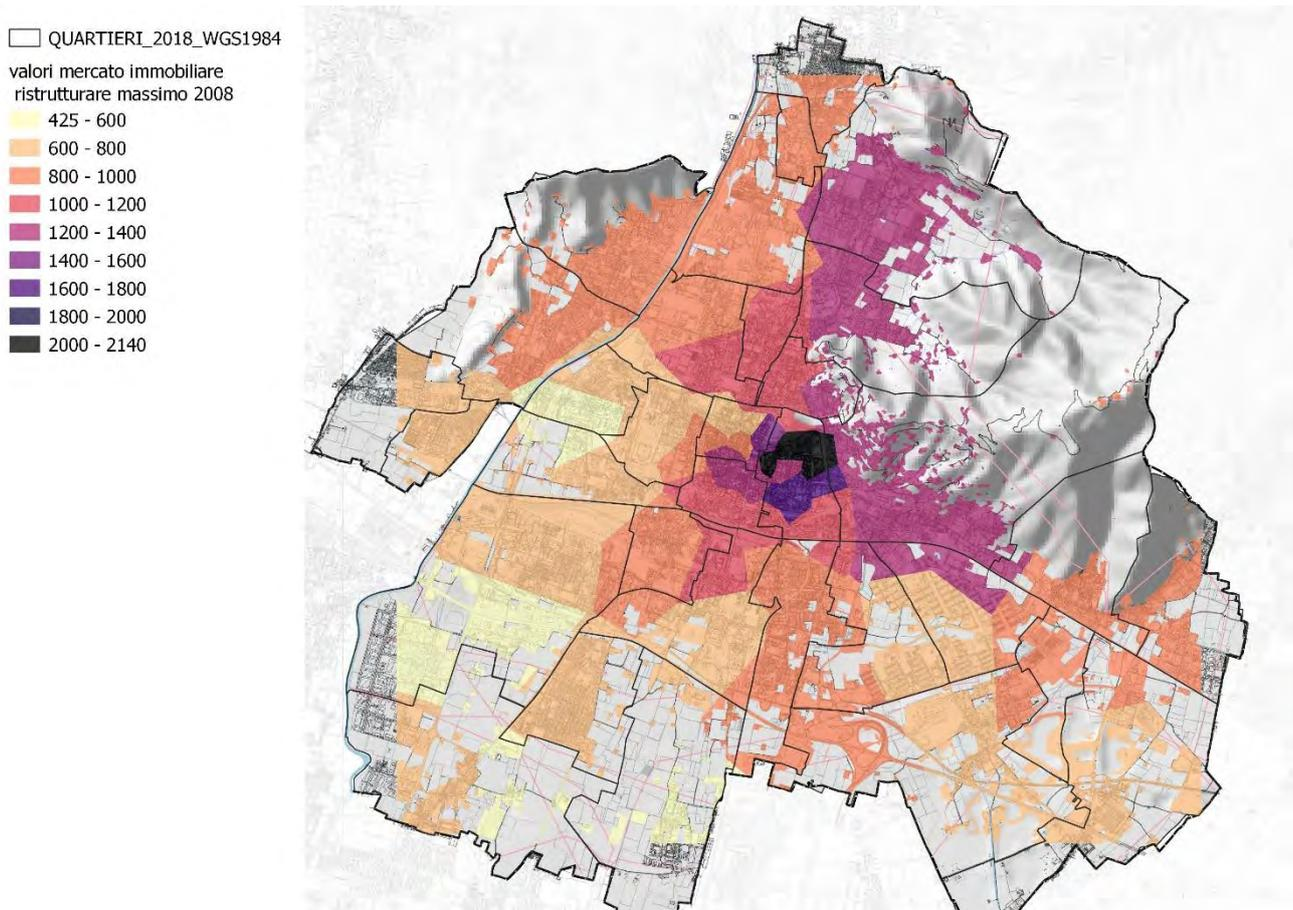 QUARTIERI_2018_WGS1984
valori mercato immobiliare
ristrutturare massimo 2008
425 - 600
600 - 800
800 - 1000
1000 - 1200
1200 - 1400
1400 - 1600
1600 - 1800
1800 - 2000
2000 - 2140